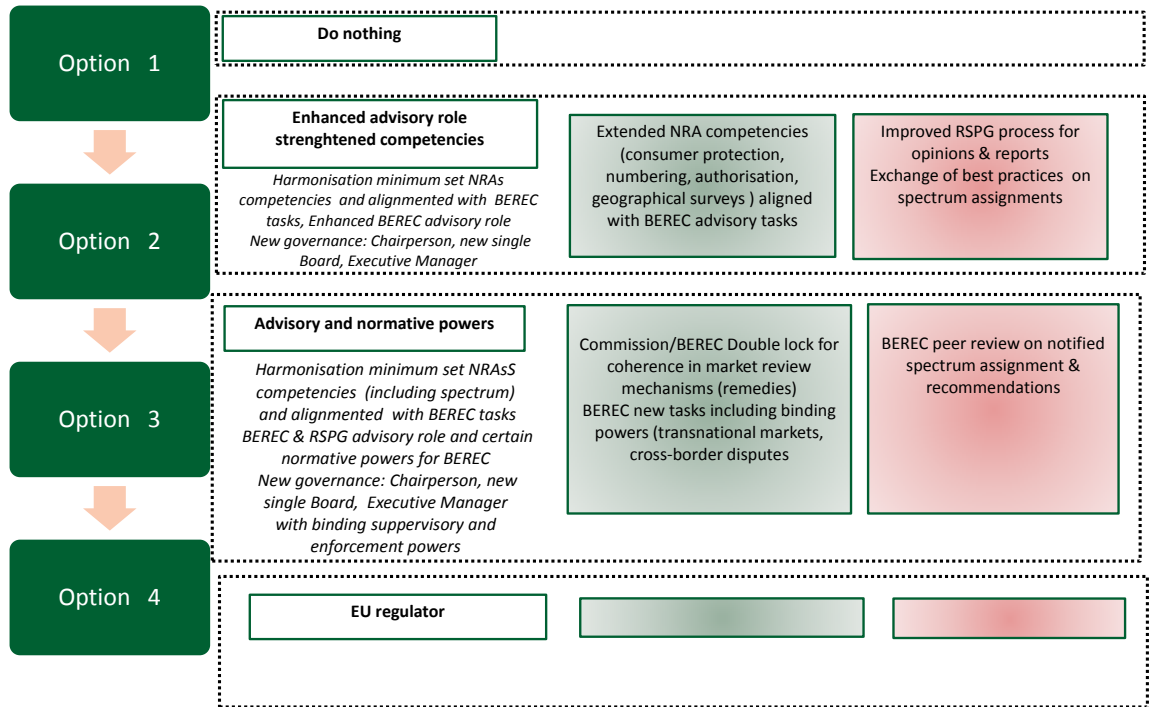 Option 1
Do nothing
Option 2
Enhanced advisory role
strenghtened competencies
Harmonisation minimum set NRAs
competencies and alignmented with BEREC
tasks, Enhanced BEREC advisory role
New governance: Chairperson, new single
Board, Executive Manager
Extended NRA competencies
(consumer protection,
numbering, authorisation,
geographical surveys ) aligned
with BEREC advisory tasks
Improved RSPG process for
opinions & reports
Exchange of best practices on
spectrum assignments
Option 3
Advisory and normative powers
Harmonisation minimum set NRAsS
competencies (including spectrum)
and alignmented with BEREC tasks
BEREC & RSPG advisory role and certain
normative powers for BEREC
New governance: Chairperson, new
single Board, Executive Manager
with binding suppervisory and
enforcement powers
Commission/BEREC Double lock for
coherence in market review
mechanisms (remedies)
BEREC new tasks including binding
powers (transnational markets,
cross-border disputes
BEREC peer review on notified
spectrum assignment &
recommendations
Option 4
EU regulator